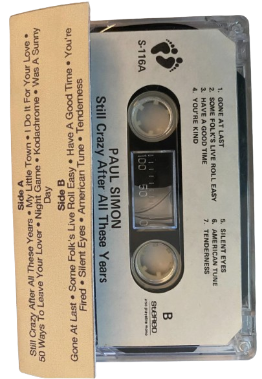 Side A
Still Crazy After All These Years • My Little Town • I Do It For Your Love •
50 Ways To Leave Your Lover • Night Game • Kodachrome • Was A Sunny
Day
Side B
Gone At Last • Some Folk's Live Roll Easy • Have A Good Time • You're
Fired • Silent Eyes • American Tune • Tenderness
S-116A
1. GONE AT LAST
2. SOME FOLK'S LIVE ROLL EASY
3. HAVE A GOOD TIME
4. YOU'RE KIND
5. SILENT EYES
6. AMERICAN TUNE
7. TENDERNESS
PAUL SIMON
Still Crazy After All These Years
100 50
B